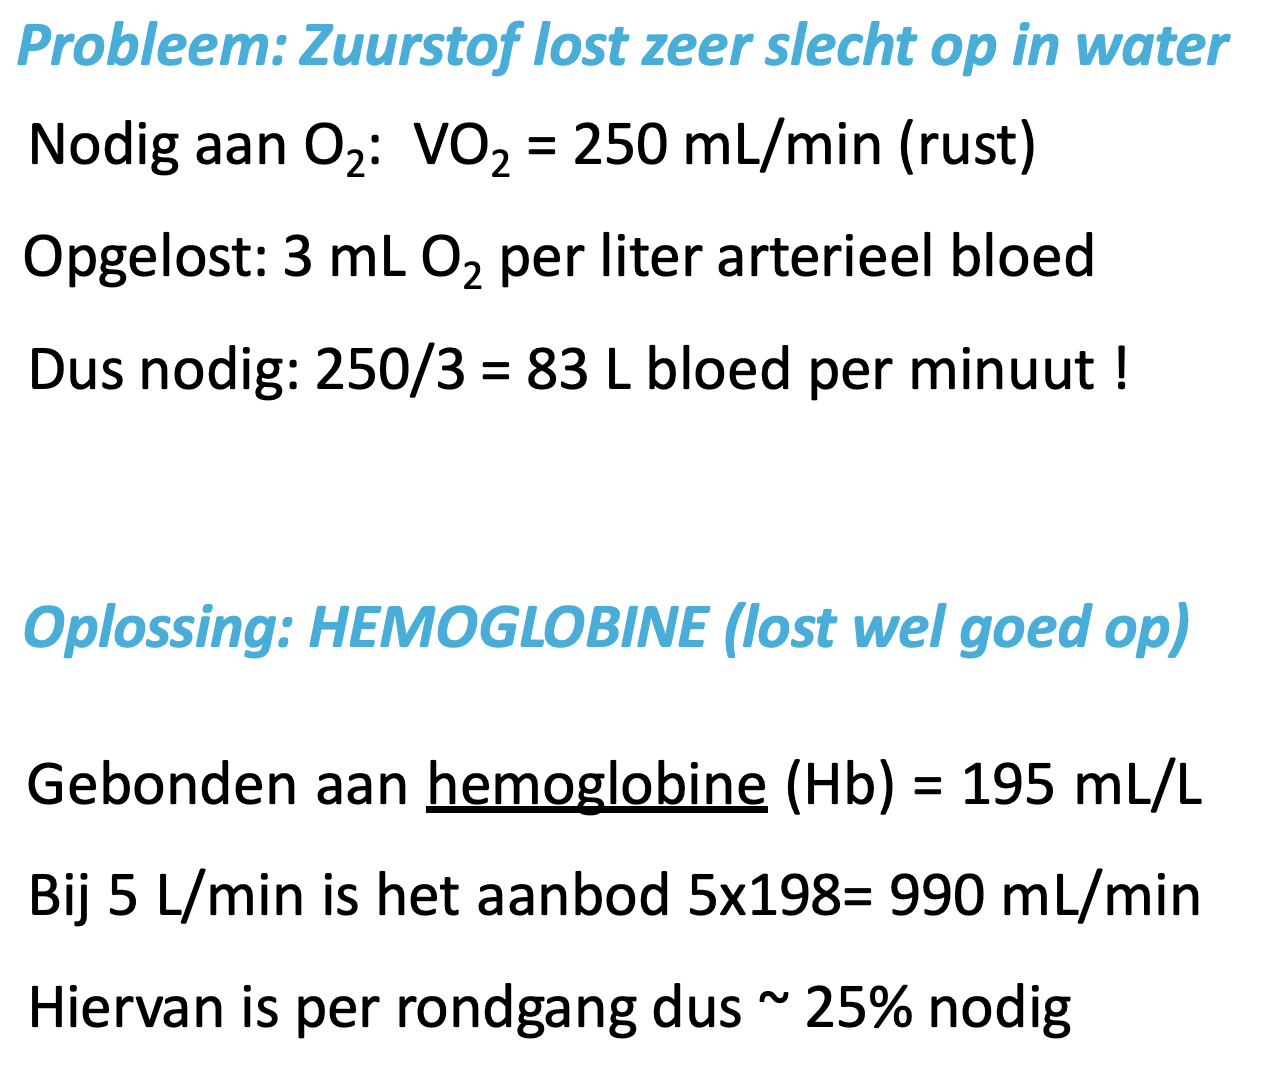 Probleem: Zuurstof lost zeer slecht op in water
Nodig aan O₂: VO₂ = 250 mL/min (rust)
Opgelost: 3 mL O₂ per liter arterieel bloed
Dus nodig: 250/3 = 83 L bloed per minuut !
Oplossing: HEMOGLOBINE (lost wel goed op)
Gebonden aan hemoglobine (Hb) = 195 mL/L
Bij 5 L/min is het aanbod 5x198= 990 mL/min
Hiervan is per rondgang dus ~ 25% nodig